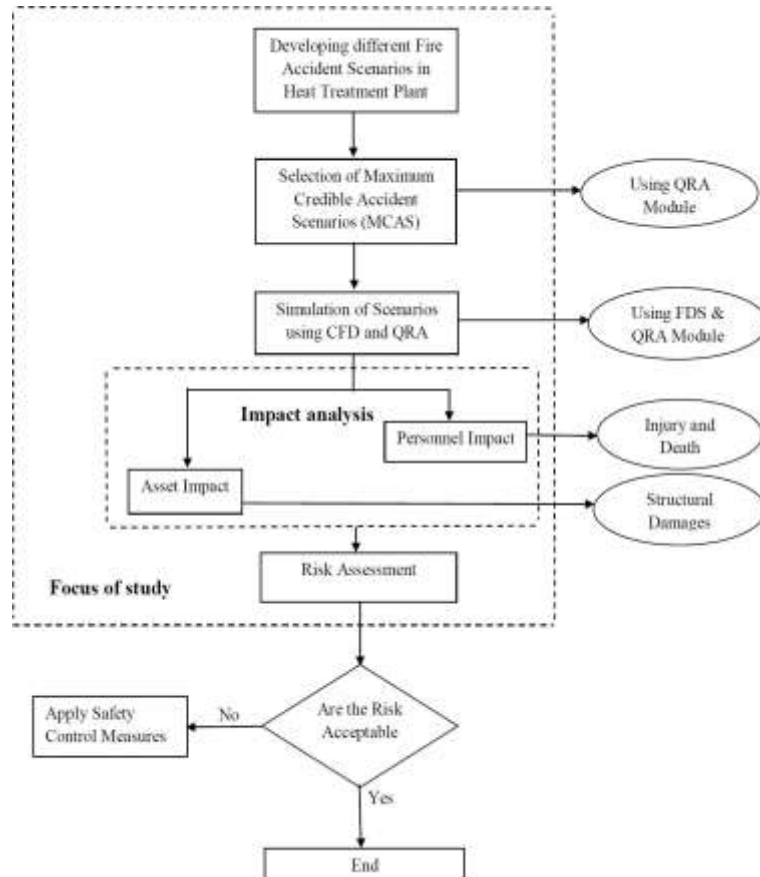 Developing different Fire
Accident Scenarios in
Heat Treatment Plant
Selection of Maximum
Credible Accident
Scenarios (MCAS)
Using QRA
Module
Simulation of Scenarios
using CFD and QRA
Using FDS &
QRA Module
Impact analysis
Personnel Impact
Injury and
Death
Asset Impact
Structural
Damages
Risk Assessment
Focus of study
Are the Risk
Acceptable
No
Apply Safety
Control Measures
Yes
End